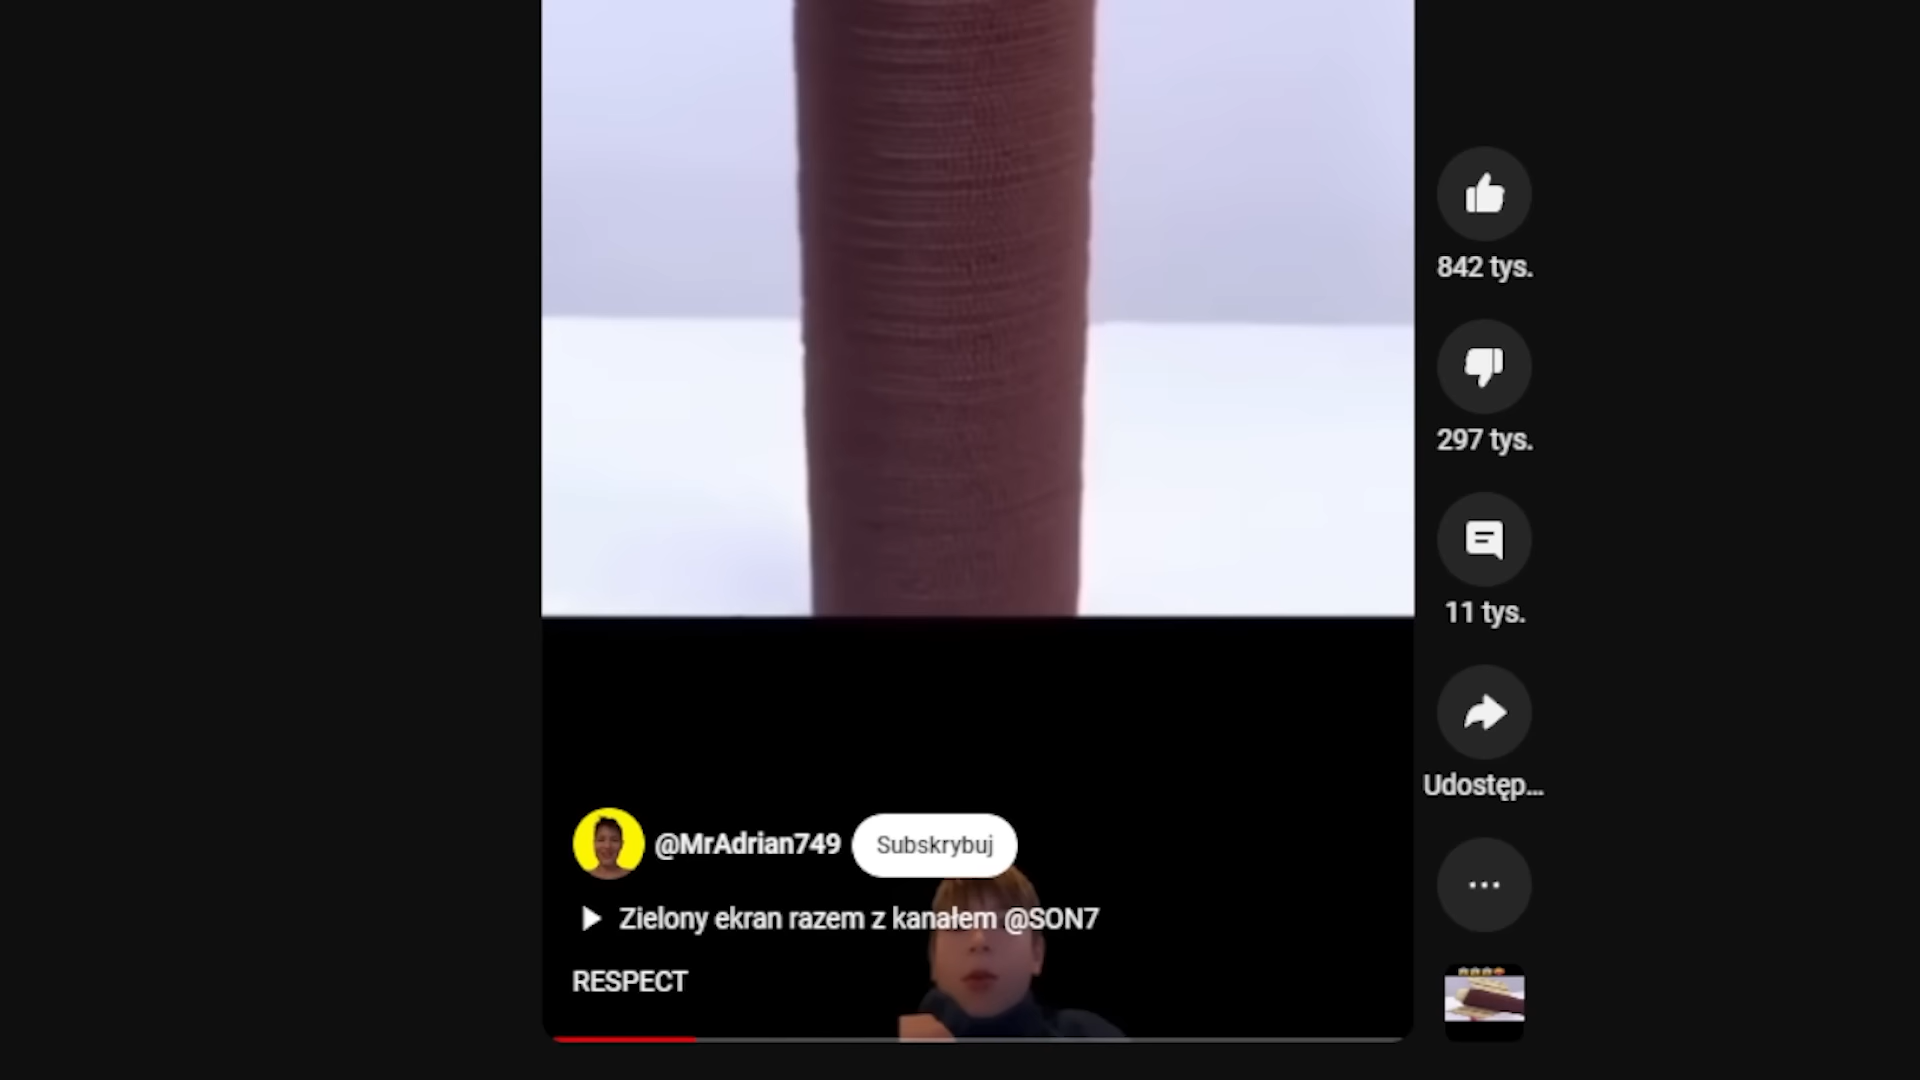 842 tys.
297 tys.
11 tys.
Udostęp...
@MrAdrian749 Subskrybuj
Zielony ekran razem z kanałem @SON7
RESPECT